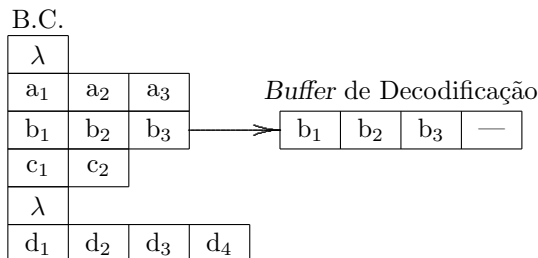 B.C.
λ
a₁ a₂ a₃ Buffer de Decodificação
b₁ b₂ b₃ b₁ b₂ b₃ —
c₁ c₂
λ
d₁ d₂ d₃ d₄